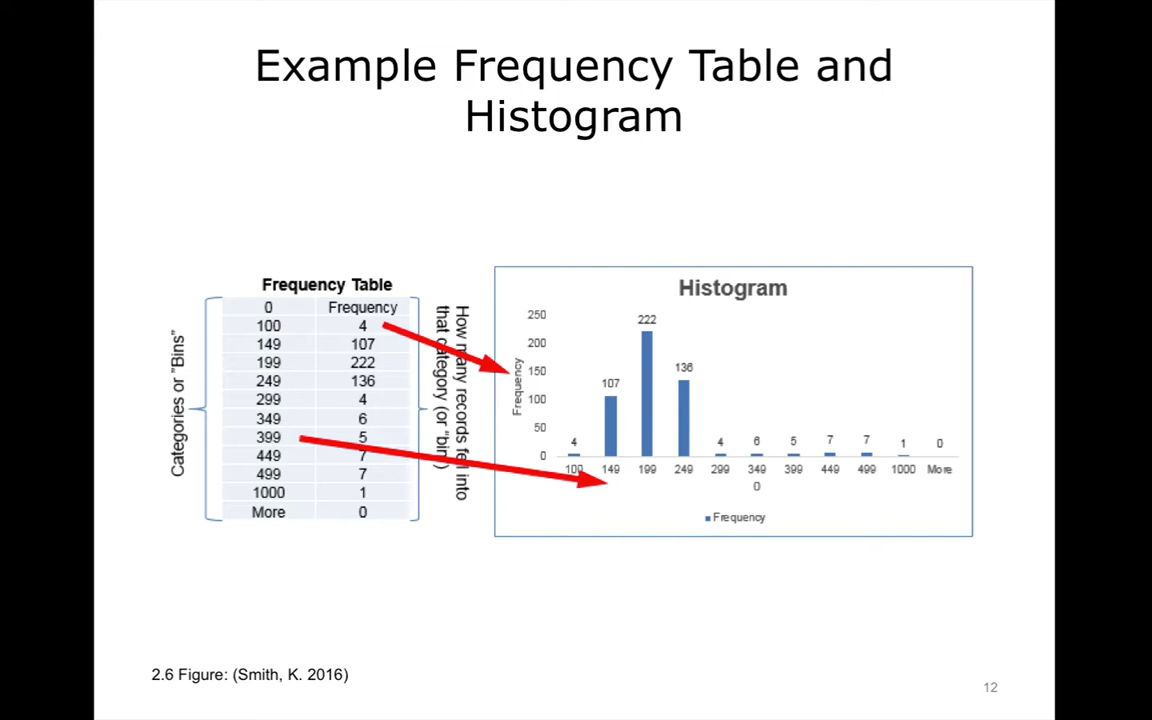 Example Frequency Table and
Histogram
Frequency Table
0 Frequency
100 4
149 107
199 222
249 136
299 4
349 6
399 5
449 7
499 7
1000 1
More 0
Categories or "Bins"
How many records fell into
that category (or "bin")
Histogram
Frequency
250
200
150
100
50
0
4 107 222 136 4 6 5 7 7 1 0
100 149 199 249 299 349 399 449 499 1000 More
0
Frequency
2.6 Figure: (Smith, K. 2016)
12